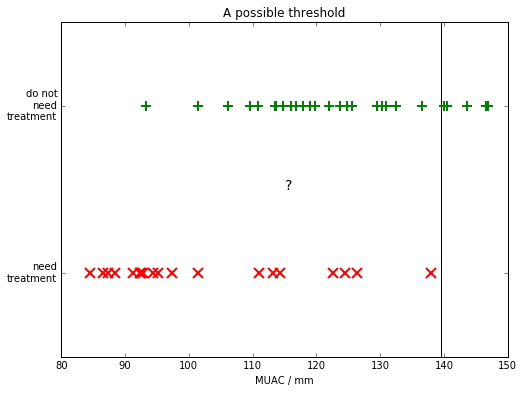 A possible threshold
do not
need
treatment
?
need
treatment
80
90
100
110
120
130
140
150
MUAC / mm